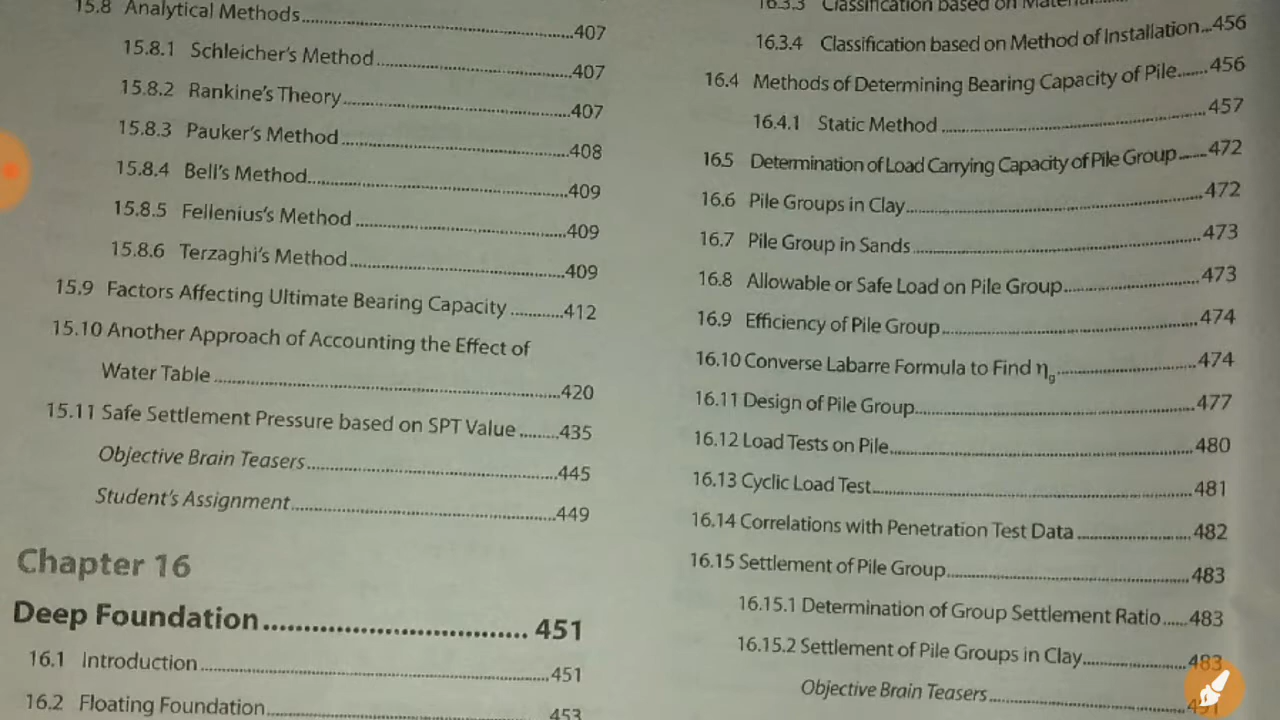 15.8 Analytical Methods..........407
15.8.1 Schleicher's Method..........407
15.8.2 Rankine's Theory..........407
15.8.3 Pauker's Method..........408
15.8.4 Bell's Method..........409
15.8.5 Fellenius's Method..........409
15.8.6 Terzaghi's Method..........409
15.9 Factors Affecting Ultimate Bearing Capacity..........412
15.10 Another Approach of Accounting the Effect of
Water Table..........420
15.11 Safe Settlement Pressure based on SPT Value.........435
Objective Brain Teasers..........445
Student's Assignment..........449
Chapter 16
Deep Foundation.......... 451
16.1 Introduction..........451
16.2 Floating Foundation..........453
16.3.3 Classification based on
16.3.4 Classification based on Method of Installation...456
16.4 Methods of Determining Bearing Capacity of Pile.......456
16.4.1 Static Method..........457
16.5 Determination of Load Carrying Capacity of Pile Group.......472
16.6 Pile Groups in Clay..........472
16.7 Pile Group in Sands..........473
16.8 Allowable or Safe Load on Pile Group..........473
16.9 Efficiency of Pile Group..........474
16.10 Converse Labarre Formula to Find ηg..........474
16.11 Design of Pile Group..........477
16.12 Load Tests on Pile..........480
16.13 Cyclic Load Test..........481
16.14 Correlations with Penetration Test Data..........482
16.15 Settlement of Pile Group..........483
16.15.1 Determination of Group Settlement Ratio......483
16.15.2 Settlement of Pile Groups in Clay..........483
Objective Brain Teasers..........